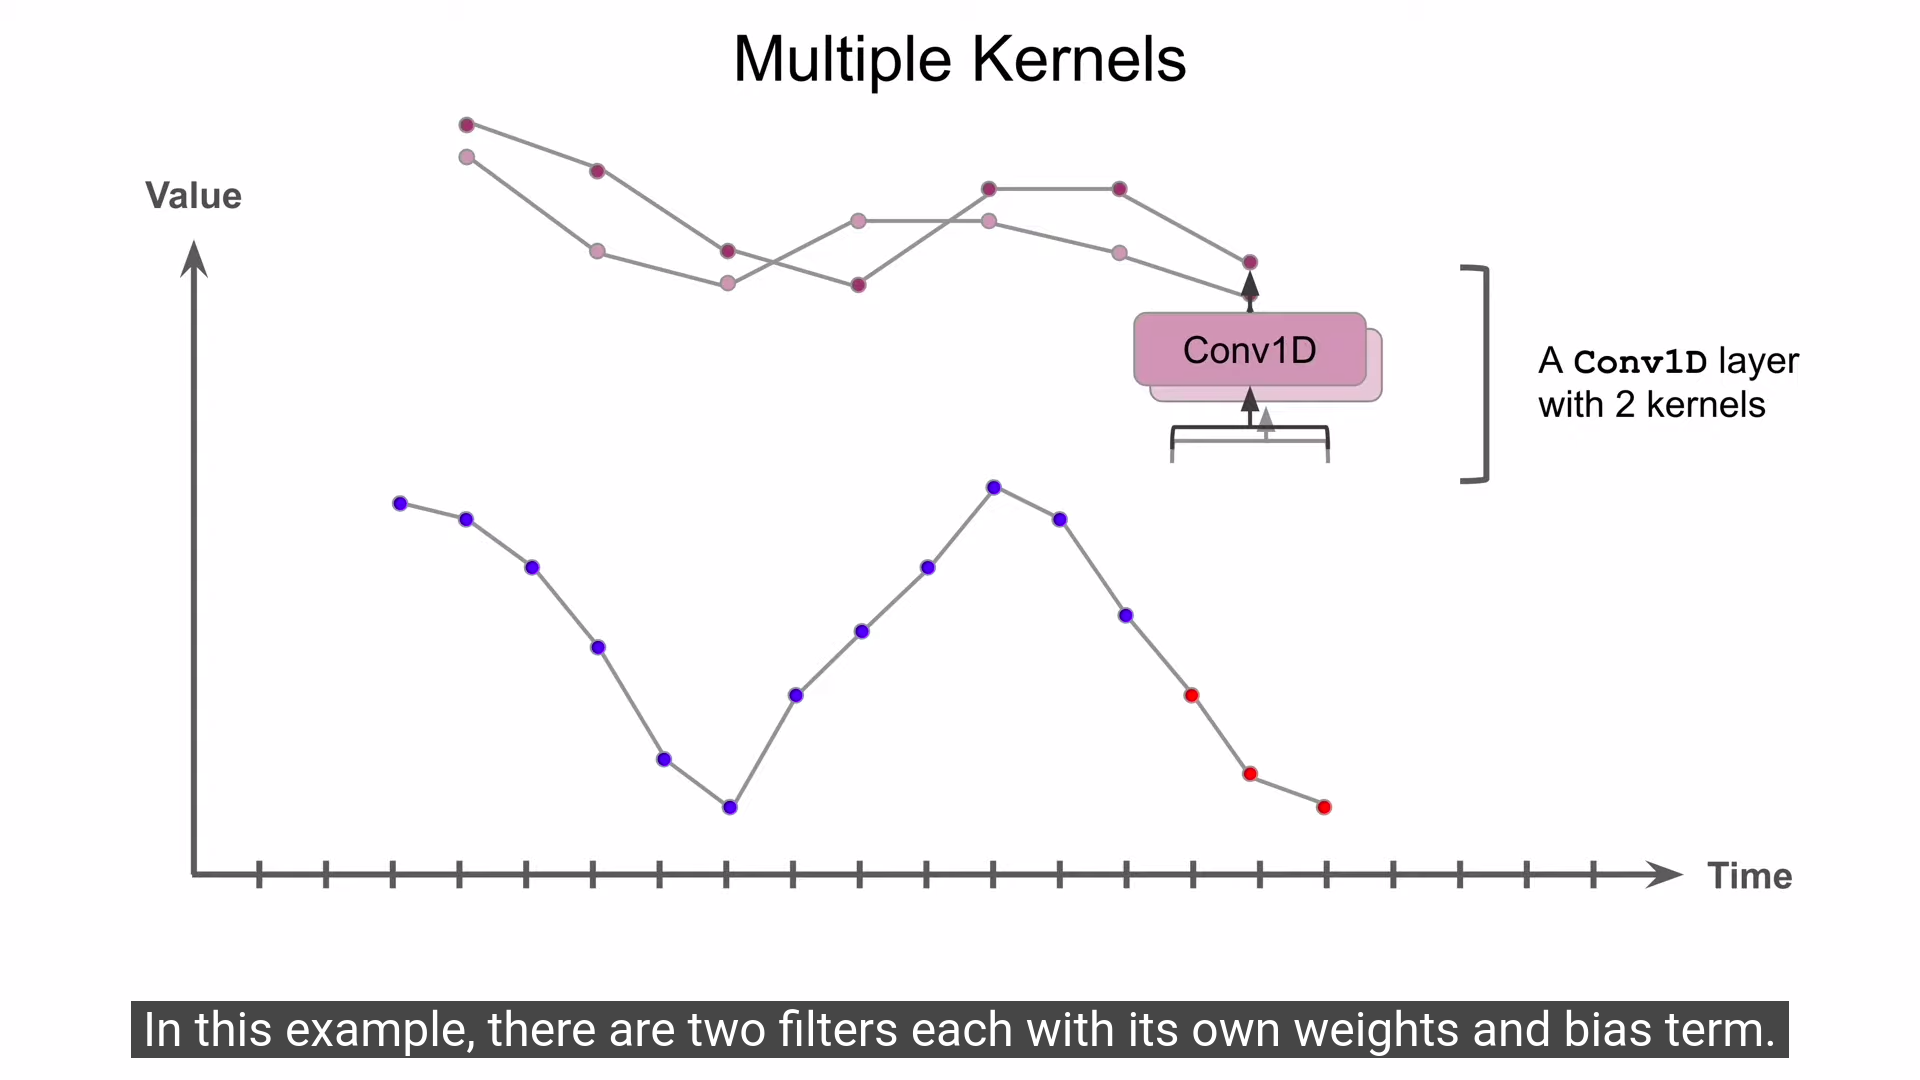 Multiple Kernels
Value
Conv1D
A Conv1D layer
with 2 kernels
Time
In this example, there are two filters each with its own weights and bias term.